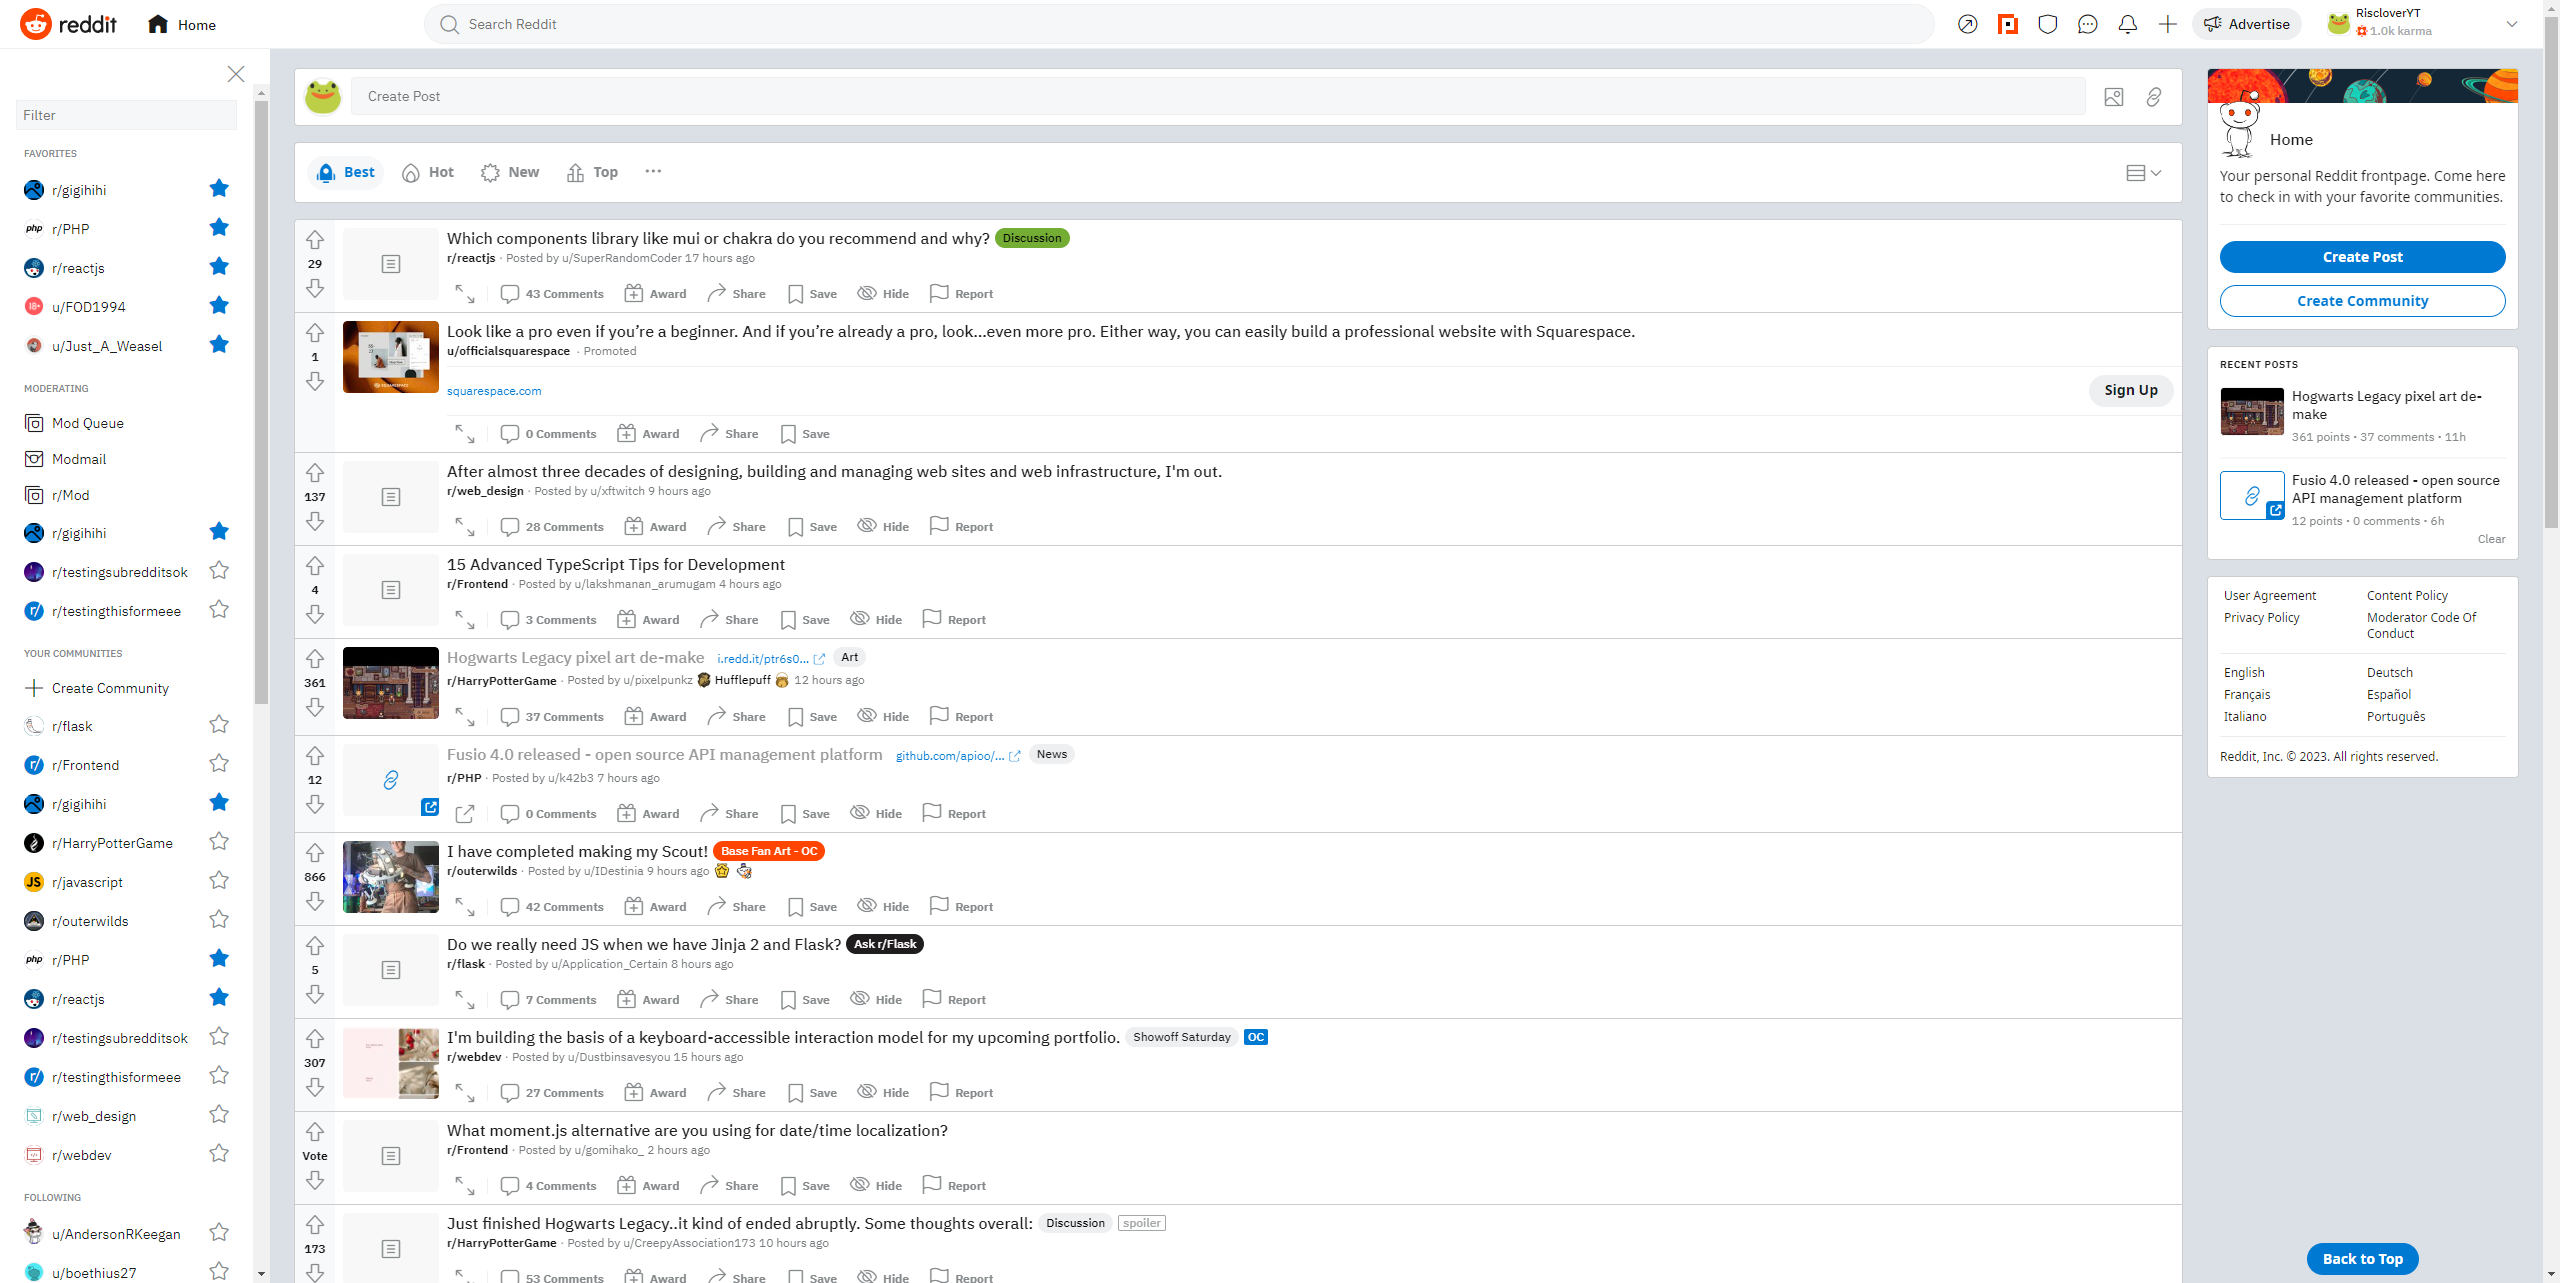 reddit
Home
Search Reddit
Advertise
RiscloverYT
1.0k karma
Filter
FAVORITES
r/gigihihi
php r/PHP
r/reactjs
18+ u/FOD1994
u/Just_A_Weasel
MODERATING
Mod Queue
Modmail
r/Mod
r/gigihihi
r/testingsubredditsok
r/ r/testingthisformeee
YOUR COMMUNITIES
Create Community
r/flask
r/ r/Frontend
r/gigihihi
r/HarryPotterGame
JS r/javascript
r/outerwilds
php r/PHP
r/reactjs
r/testingsubredditsok
r/ r/testingthisformeee
r/web_design
r/webdev
FOLLOWING
u/AndersonRKeegan
u/boethius27
Create Post
Best Hot New Top ...
29
Which components library like mui or chakra do you recommend and why? Discussion
r/reactjs · Posted by u/SuperRandomCoder 17 hours ago
43 Comments Award Share Save Hide Report
1
Look like a pro even if you’re a beginner. And if you’re already a pro, look...even more pro. Either way, you can easily build a professional website with Squarespace.
u/officialsquarespace · Promoted
SQUARESPACE
squarespace.com
Sign Up
0 Comments Award Share Save
137
After almost three decades of designing, building and managing web sites and web infrastructure, I'm out.
r/web_design · Posted by u/xftwitch 9 hours ago
28 Comments Award Share Save Hide Report
4
15 Advanced TypeScript Tips for Development
r/Frontend · Posted by u/lakshmanan_arumugam 4 hours ago
3 Comments Award Share Save Hide Report
361
Hogwarts Legacy pixel art de-make i.redd.it/ptr6s0... Art
r/HarryPotterGame · Posted by u/pixelpunkz Hufflepuff 12 hours ago
37 Comments Award Share Save Hide Report
12
Fusio 4.0 released - open source API management platform github.com/apioo/... News
r/PHP · Posted by u/k42b3 7 hours ago
0 Comments Award Share Save Hide Report
866
I have completed making my Scout! Base Fan Art - OC
r/outerwilds · Posted by u/IDestinia 9 hours ago
42 Comments Award Share Save Hide Report
5
Do we really need JS when we have Jinja 2 and Flask? Ask r/Flask
r/flask · Posted by u/Application_Certain 8 hours ago
7 Comments Award Share Save Hide Report
307
I'm building the basis of a keyboard-accessible interaction model for my upcoming portfolio. Showoff Saturday OC
r/webdev · Posted by u/Dustbinsavesyou 15 hours ago
27 Comments Award Share Save Hide Report
Vote
What moment.js alternative are you using for date/time localization?
r/Frontend · Posted by u/gomihako_ 2 hours ago
4 Comments Award Share Save Hide Report
173
Just finished Hogwarts Legacy..it kind of ended abruptly. Some thoughts overall: Discussion spoiler
r/HarryPotterGame · Posted by u/CreepyAssociation173 10 hours ago
53 Comments Award Share Save Hide Report
Home
Your personal Reddit frontpage. Come here
to check in with your favorite communities.
Create Post
Create Community
RECENT POSTS
Hogwarts Legacy pixel art de-
make
361 points · 37 comments · 11h
Fusio 4.0 released - open source
API management platform
12 points · 0 comments · 6h
Clear
User Agreement
Content Policy
Privacy Policy
Moderator Code Of
Conduct
English
Deutsch
Français
Español
Italiano
Português
Reddit, Inc. © 2023. All rights reserved.
Back to Top